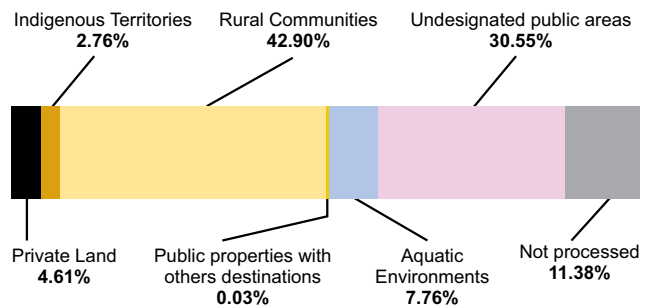 Indigenous Territories
2.76%
Rural Communities
42.90%
Undesignated public areas
30.55%
Private Land
4.61%
Public properties with
others destinations
0.03%
Aquatic
Environments
7.76%
Not processed
11.38%